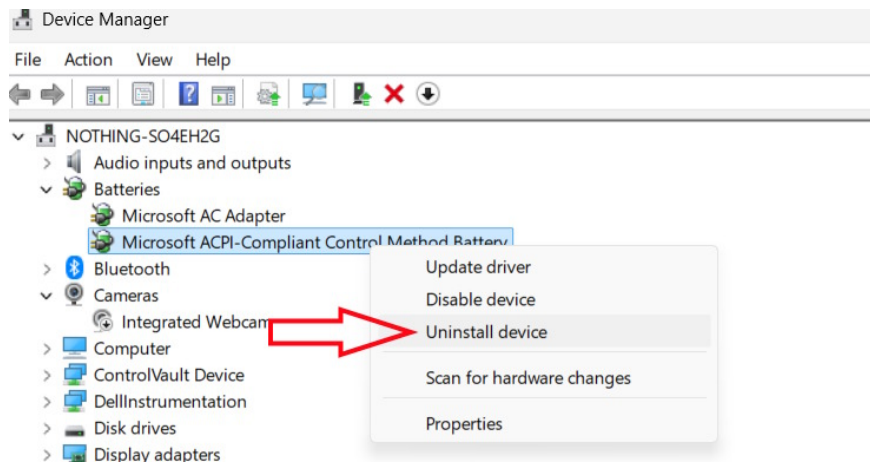 Device Manager
File Action View Help
NOTHING-SO4EH2G
Audio inputs and outputs
Batteries
Microsoft AC Adapter
Microsoft ACPI-Compliant Control Method Battery
Update driver
Bluetooth
Disable device
Cameras
Integrated Webcam
Uninstall device
Computer
ControlVault Device
Scan for hardware changes
DellInstrumentation
Disk drives
Properties
Display adapters